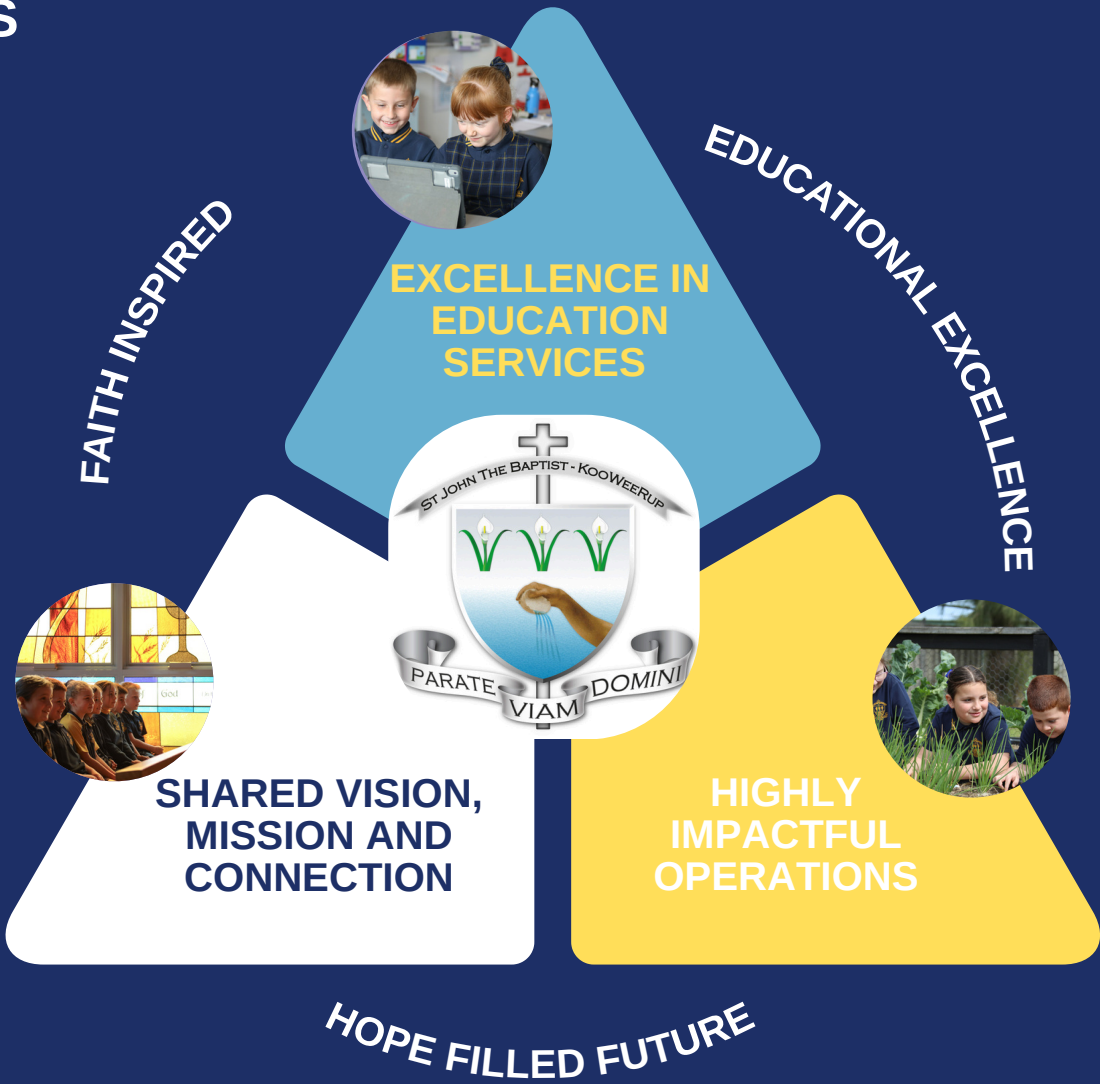 S
FAITH INSPIRED
EDUCATIONAL EXCELLENCE
EXCELLENCE IN
EDUCATION
SERVICES
ST JOHN THE BAPTIST - KOOWEERUP
PARATE
VIAM
DOMINI
god
SHARED VISION,
MISSION AND
CONNECTION
HIGHLY
IMPACTFUL
OPERATIONS
HOPE FILLED FUTURE